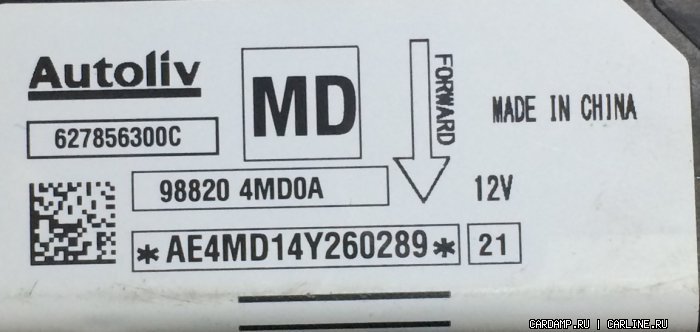 Autoliv
MD
FORWARD
MADE IN CHINA
627856300C
98820 4MD0A
12V
*AE4MD14Y260289*
21
CARDAMP.RU | CARLINE.RU